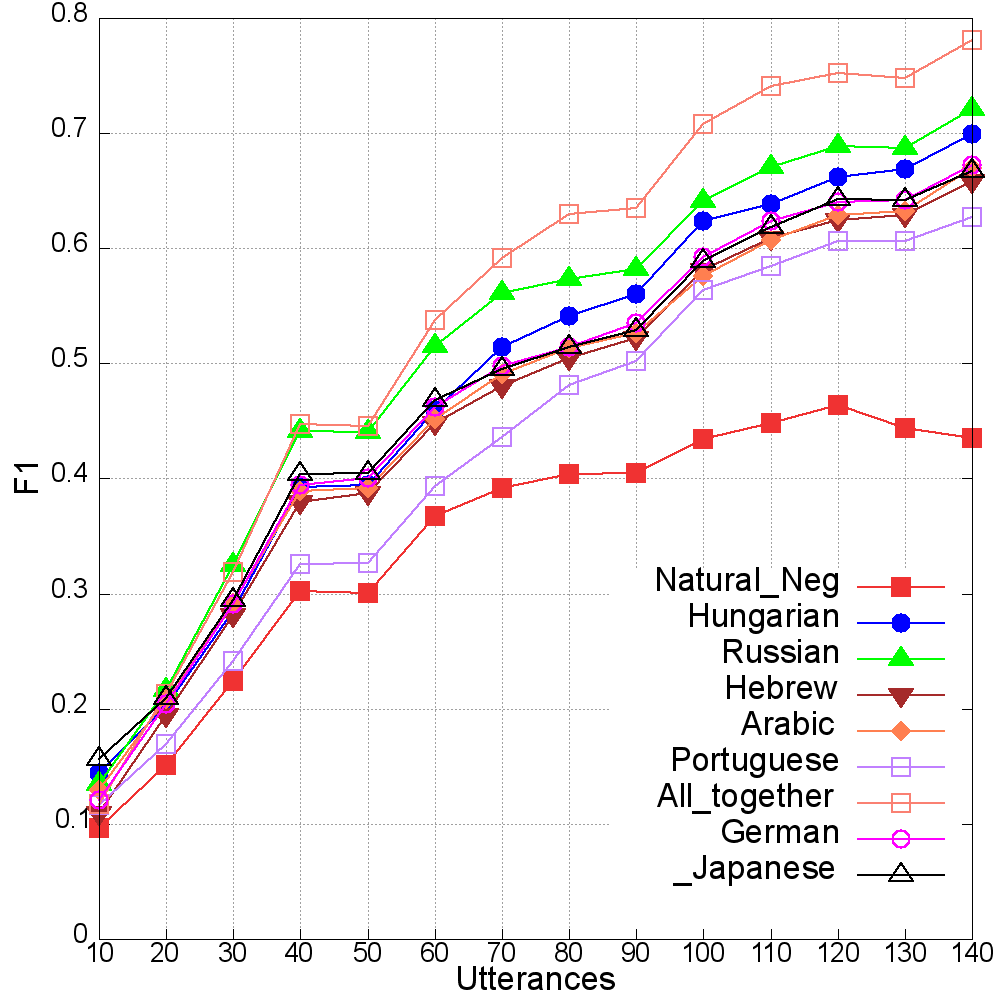 0.8
0.7
0.6
0.5
0.4
0.3
0.2
0.1
0
F1
Natural_Neg
Hungarian
Russian
Hebrew
Arabic
Portuguese
All_together
German
_Japanese
10 20 30 40 50 60 70 80 90 100 110 120 130 140
Utterances